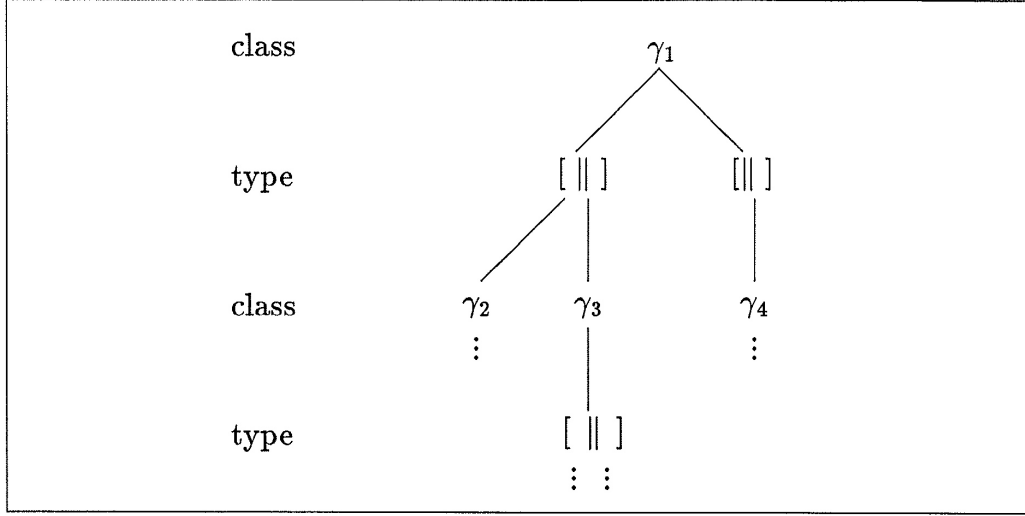 class γ₁
type [ || ] [|| ]
class γ₂ γ₃ γ₄
⋮ ⋮
type [ || ]
⋮ ⋮